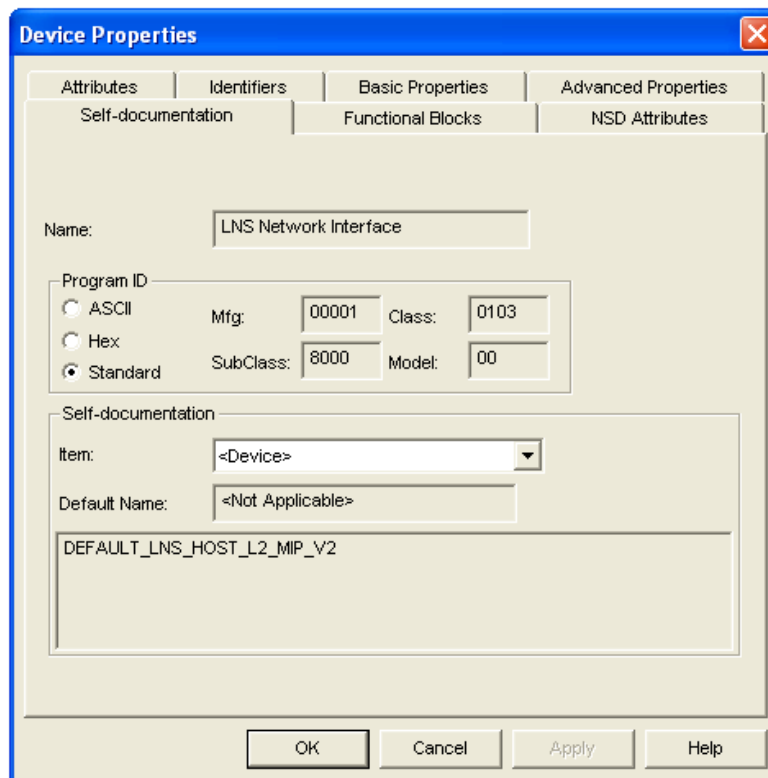 Device Properties
Attributes Identifiers Basic Properties Advanced Properties
Self-documentation Functional Blocks NSD Attributes
Name: LNS Network Interface
Program ID
ASCII
Mfg: 00001 Class: 0103
Hex
SubClass: 8000 Model: 00
Standard
Self-documentation
Item: <Device>
Default Name: <Not Applicable>
DEFAULT_LNS_HOST_L2_MIP_V2
OK Cancel Apply Help